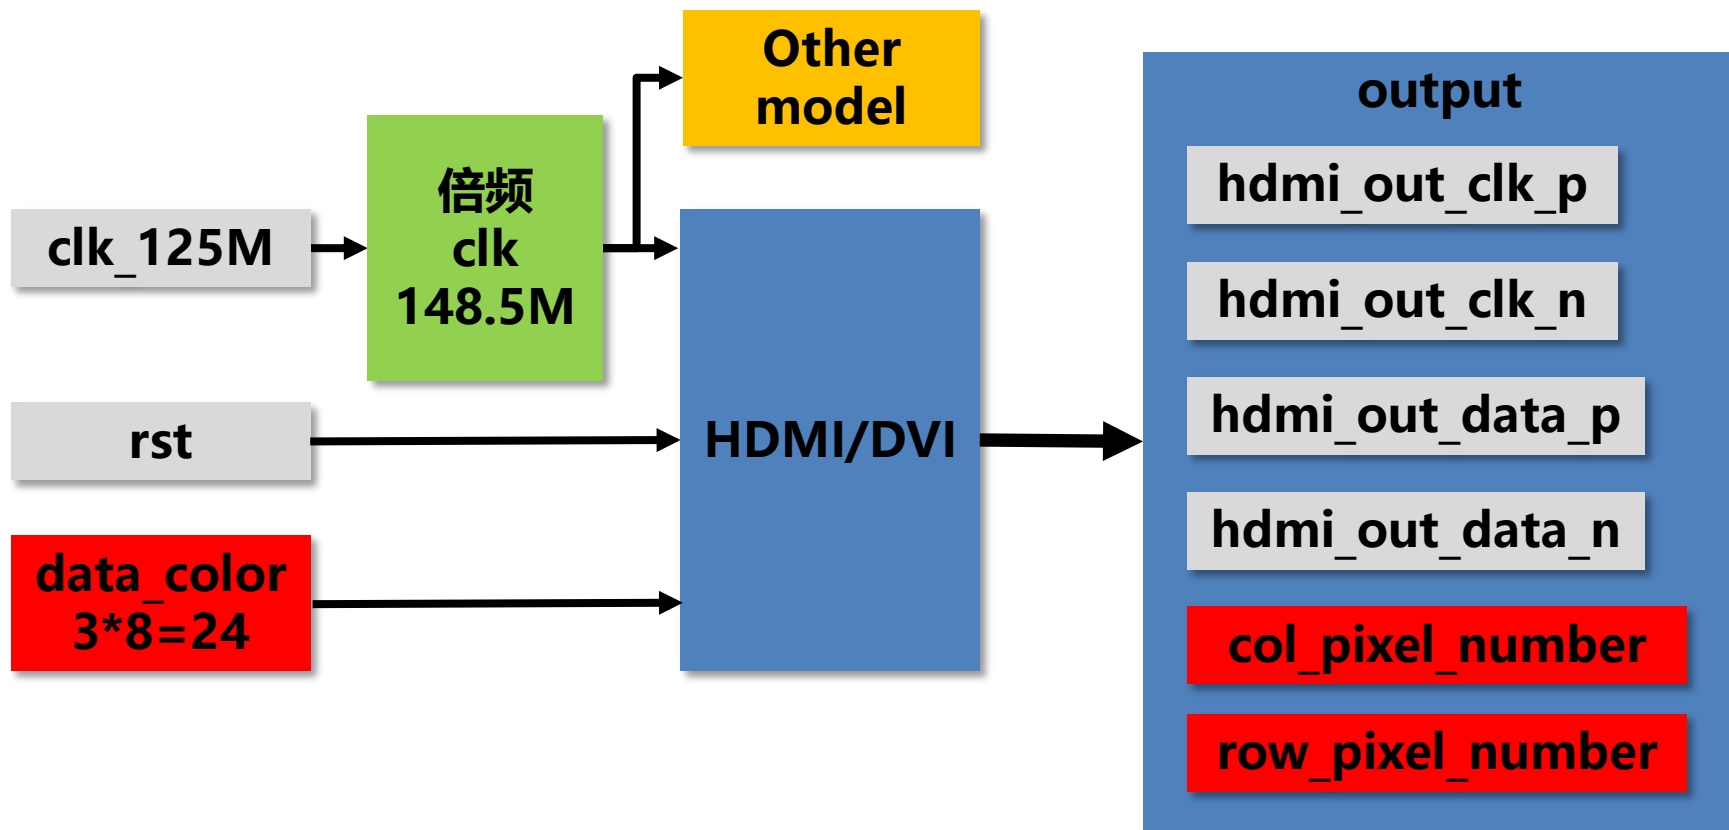 Other
model
output
倍频
clk
148.5M
clk_125M
rst
data_color
3*8=24
HDMI/DVI
hdmi_out_clk_p
hdmi_out_clk_n
hdmi_out_data_p
hdmi_out_data_n
col_pixel_number
row_pixel_number